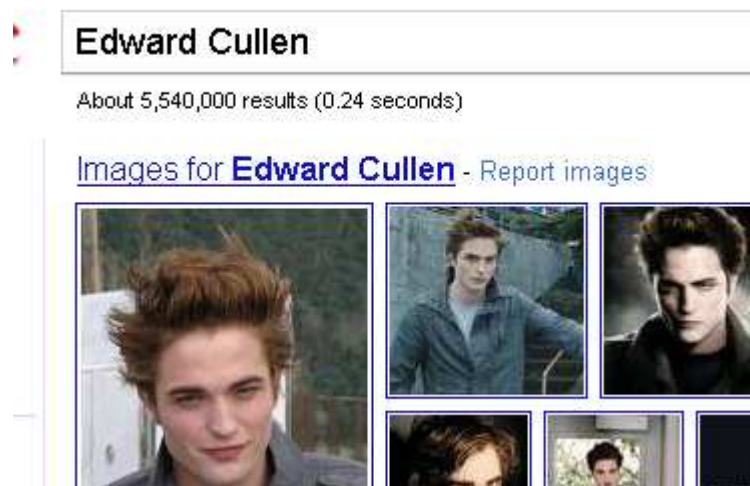 Edward Cullen
About 5,540,000 results (0.24 seconds)
Images for Edward Cullen - Report images